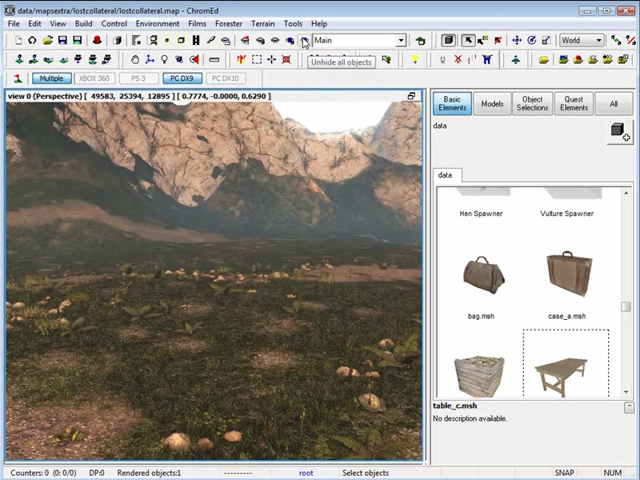 data/mapsextra/lostcollateral/lostcollateral.map - ChromEd
File Edit View Build Control Environment Films Forester Terrain Tools Help
Main
World
Unhide all objects
Multiple XBOX 360 PS 3 PC DX9 PC DX10
view 0 (Perspective) [ 49583, 25394, 12895 ] [ 0.7774, -0.0000, 0.6290 ]
Basic Elements
Models
Object Selections
Quest Elements
All
data
data
Hen Spawner Vulture Spawner
bag.msh case_a.msh
table_c.msh
No description available.
Counters: 0 (0: 0/0) DP:0 Rendered objects:1 --------- root Select objects SNAP NUM